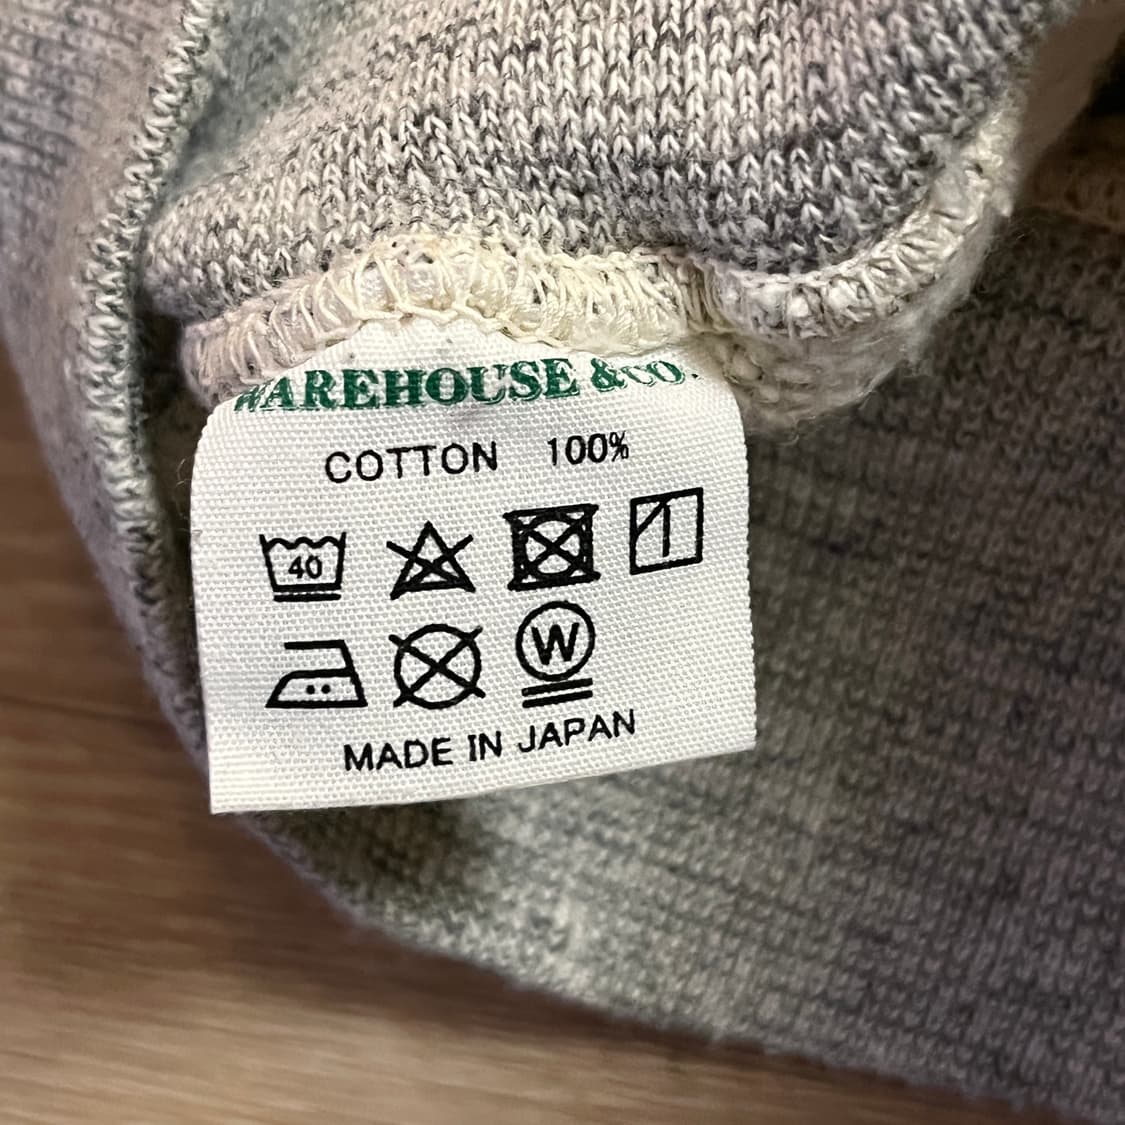 WAREHOUSE & CO.
COTTON 100%
40
W
MADE IN JAPAN